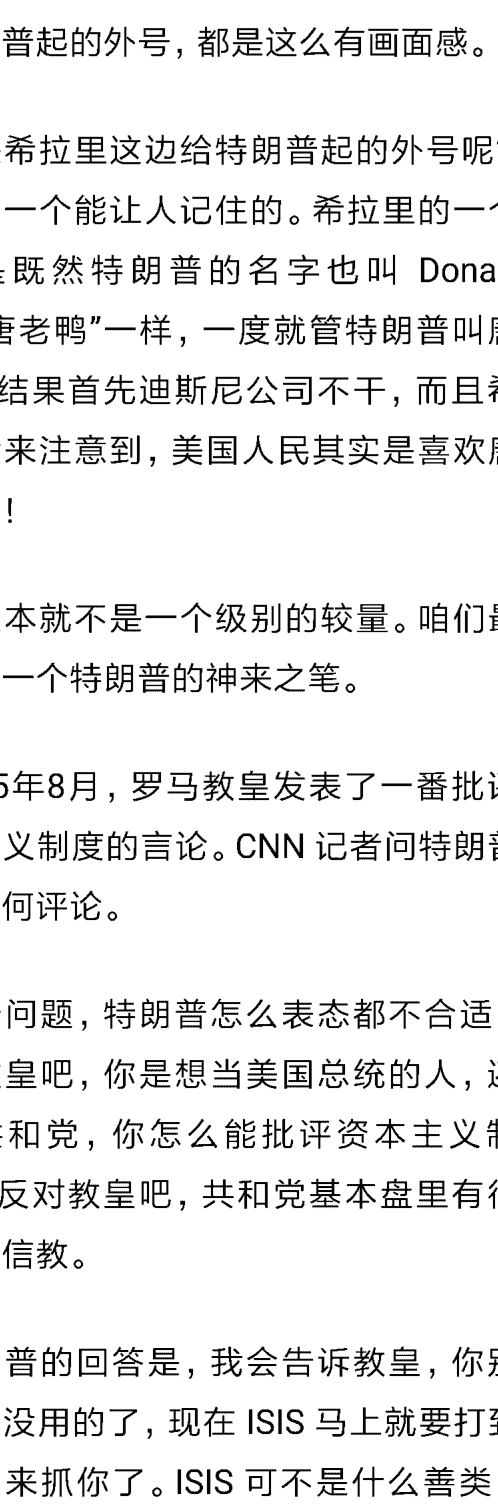 普起的外号，都是这么有画面感。
希拉里这边给特朗普起的外号呢
一个能让人记住的。希拉里的一个
是既然特朗普的名字也叫 Dona
唐老鸭”一样，一度就管特朗普叫唐
结果首先迪斯尼公司不干，而且希
来注意到，美国人民其实是喜欢唐
！
本就不是一个级别的较量。咱们最
一个特朗普的神来之笔。
5年8月，罗马教皇发表了一番批评
义制度的言论。CNN 记者问特朗普
何评论。
问题，特朗普怎么表态都不合适
皇吧，你是想当美国总统的人，还
共和党，你怎么能批评资本主义制
反对教皇吧，共和党基本盘里有很
信教。
普的回答是，我会告诉教皇，你别
没用的了，现在 ISIS 马上就要打到
来抓你了。ISIS 可不是什么善类